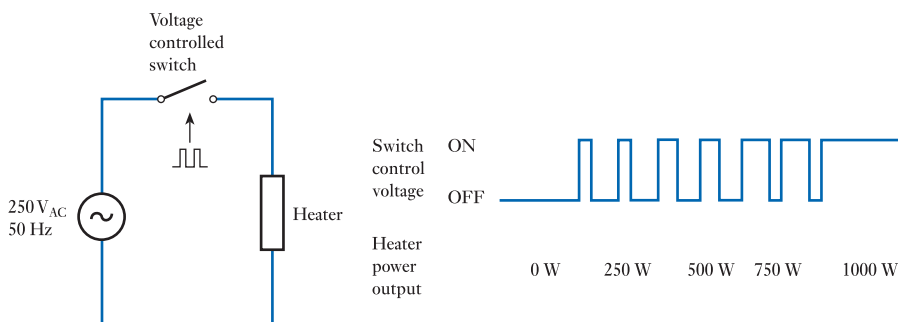 Voltage
controlled
switch
250 VAC
50 Hz
Heater
Switch
control
voltage
ON
OFF
Heater
power
output
0 W 250 W 500 W 750 W 1000 W